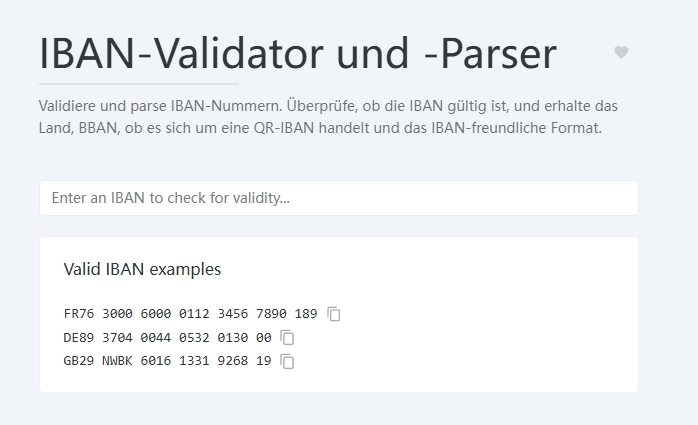 IBAN-Validator und -Parser
Validiere und parse IBAN-Nummern. Überprüfe, ob die IBAN gültig ist, und erhalte das
Land, BBAN, ob es sich um eine QR-IBAN handelt und das IBAN-freundliche Format.
Enter an IBAN to check for validity...
Valid IBAN examples
FR76 3000 6000 0112 3456 7890 189
DE89 3704 0044 0532 0130 00
GB29 NWBK 6016 1331 9268 19